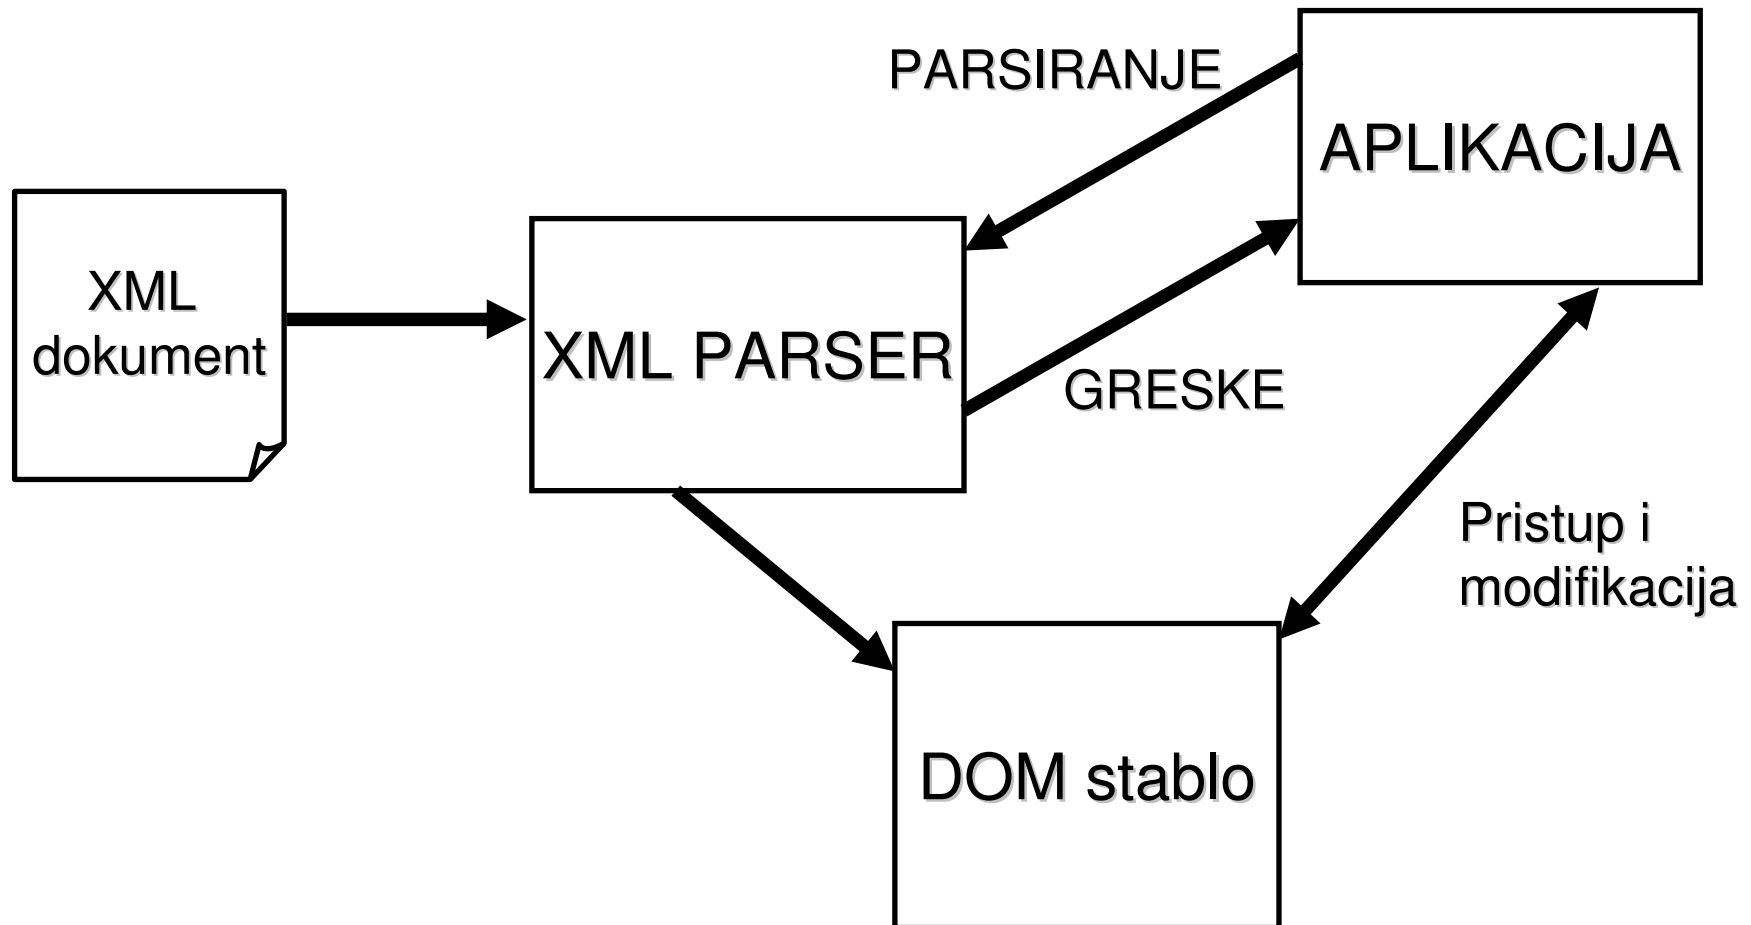 PARSIRANJE
APLIKACIJA
XML
dokument
XML PARSER
GRESKE
Pristup i
modifikacija
DOM stablo